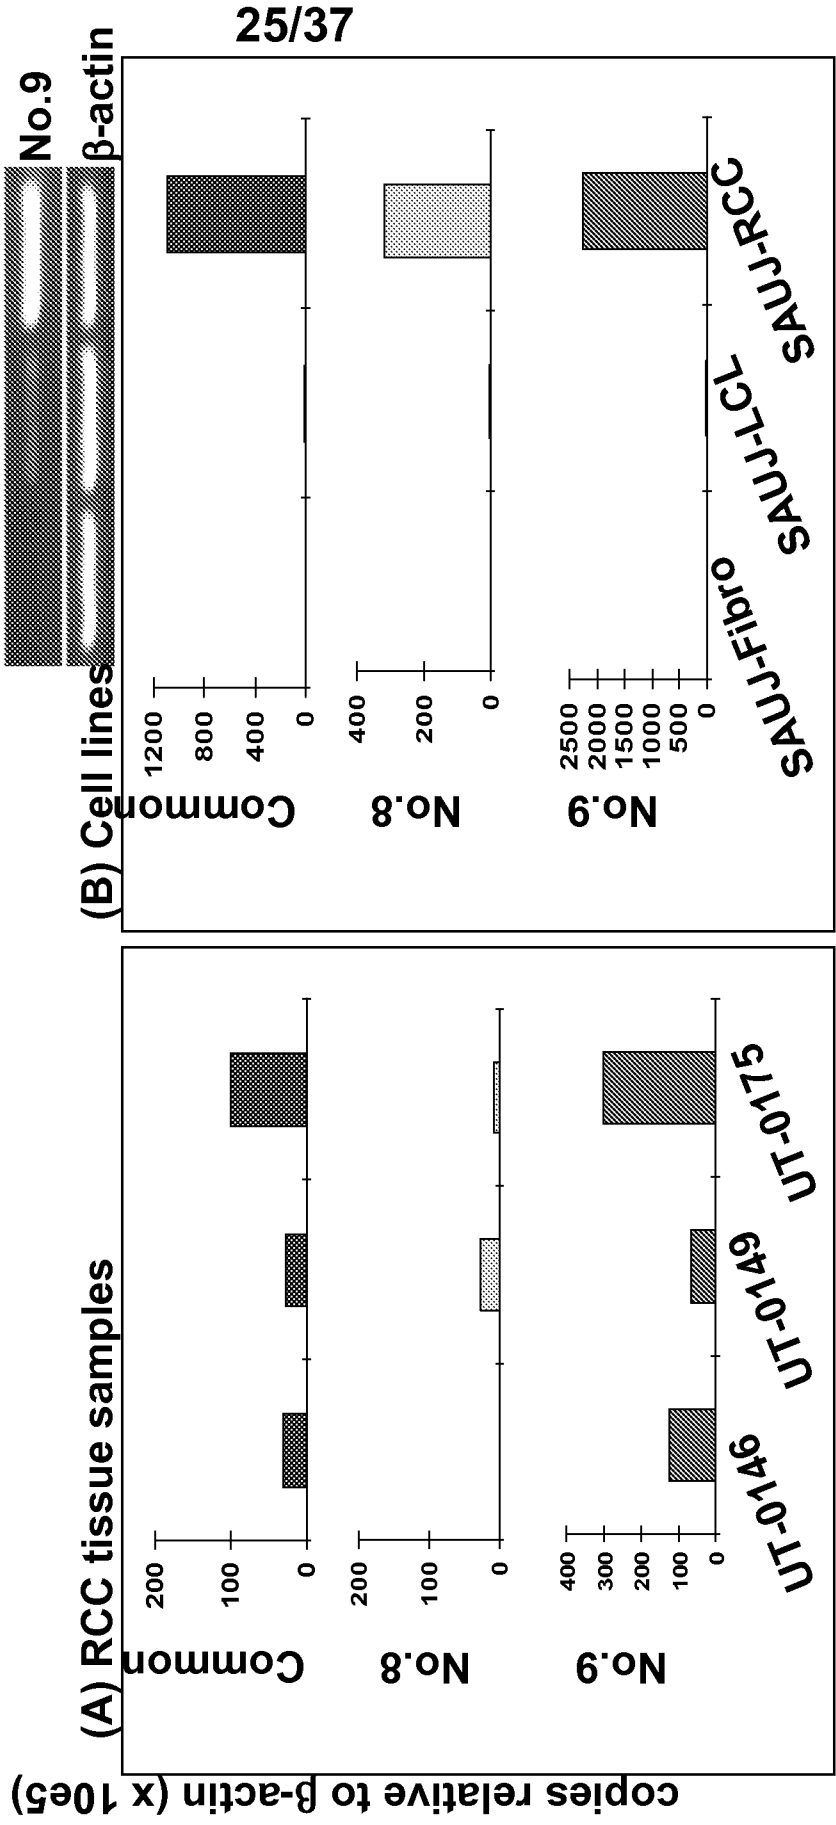 25/37
copies relative to β-actin (x 10e5)
(A) RCC tissue samples
Common
200
100
0
No.8
200
100
0
No.9
400
300
200
100
0
UT-0146
UT-0149
UT-0175
(B) Cell lines
No.9
β-actin
Common
1200
800
400
0
No.8
400
200
0
No.9
2500
2000
1500
1000
500
0
SAUJ-Fibro
SAUJ-LCL
SAUJ-RCC